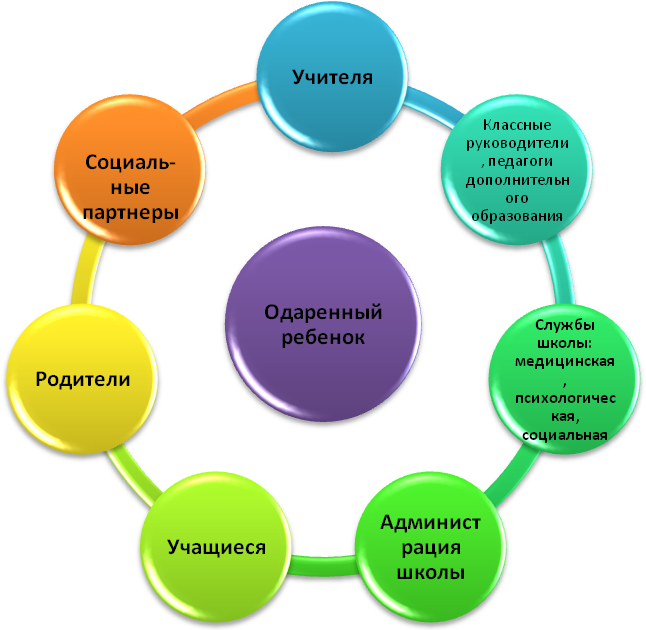 Учителя
Классные
руководители
, педагоги
дополнительн
ого
образования
Службы
школы:
медицинская
,
психологичес
кая,
социальная
Админист
рация
школы
Учащиеся
Родители
Социаль-
ные
партнеры
Одаренный
ребенок